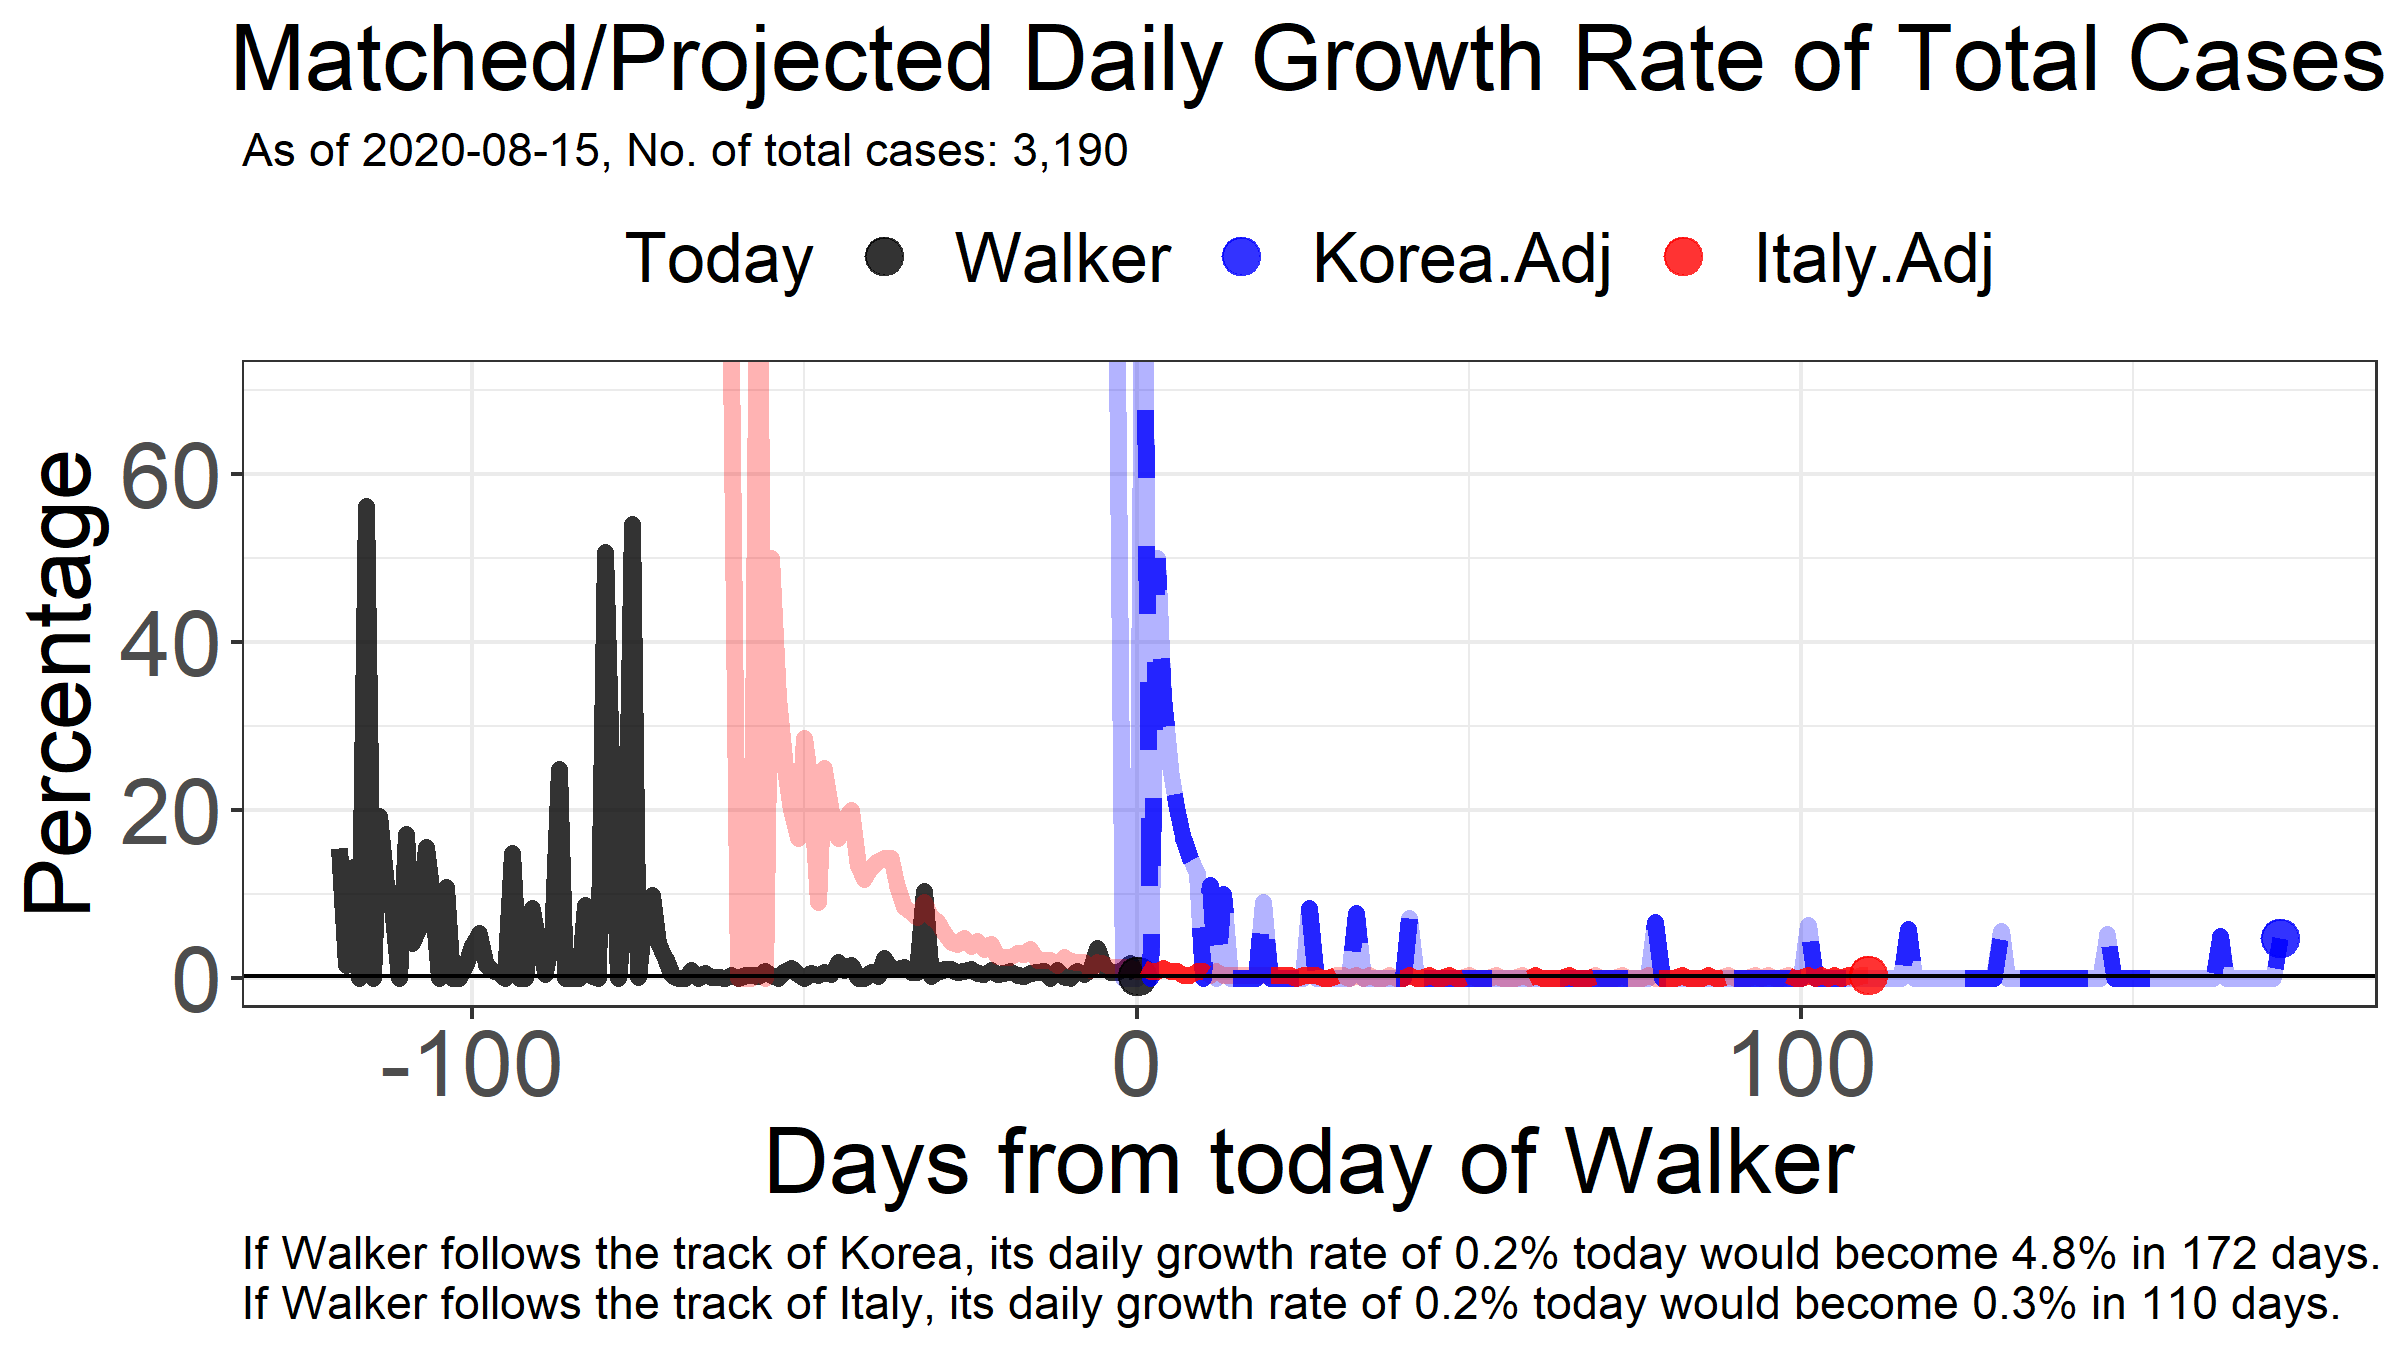 Matched/Projected Daily Growth Rate of Total Cases
As of 2020-08-15, No. of total cases: 3,190
Today Walker Korea.Adj Italy.Adj
Percentage
60
40
20
0
-100 0 100
Days from today of Walker
If Walker follows the track of Korea, its daily growth rate of 0.2% today would become 4.8% in 172 days.
If Walker follows the track of Italy, its daily growth rate of 0.2% today would become 0.3% in 110 days.